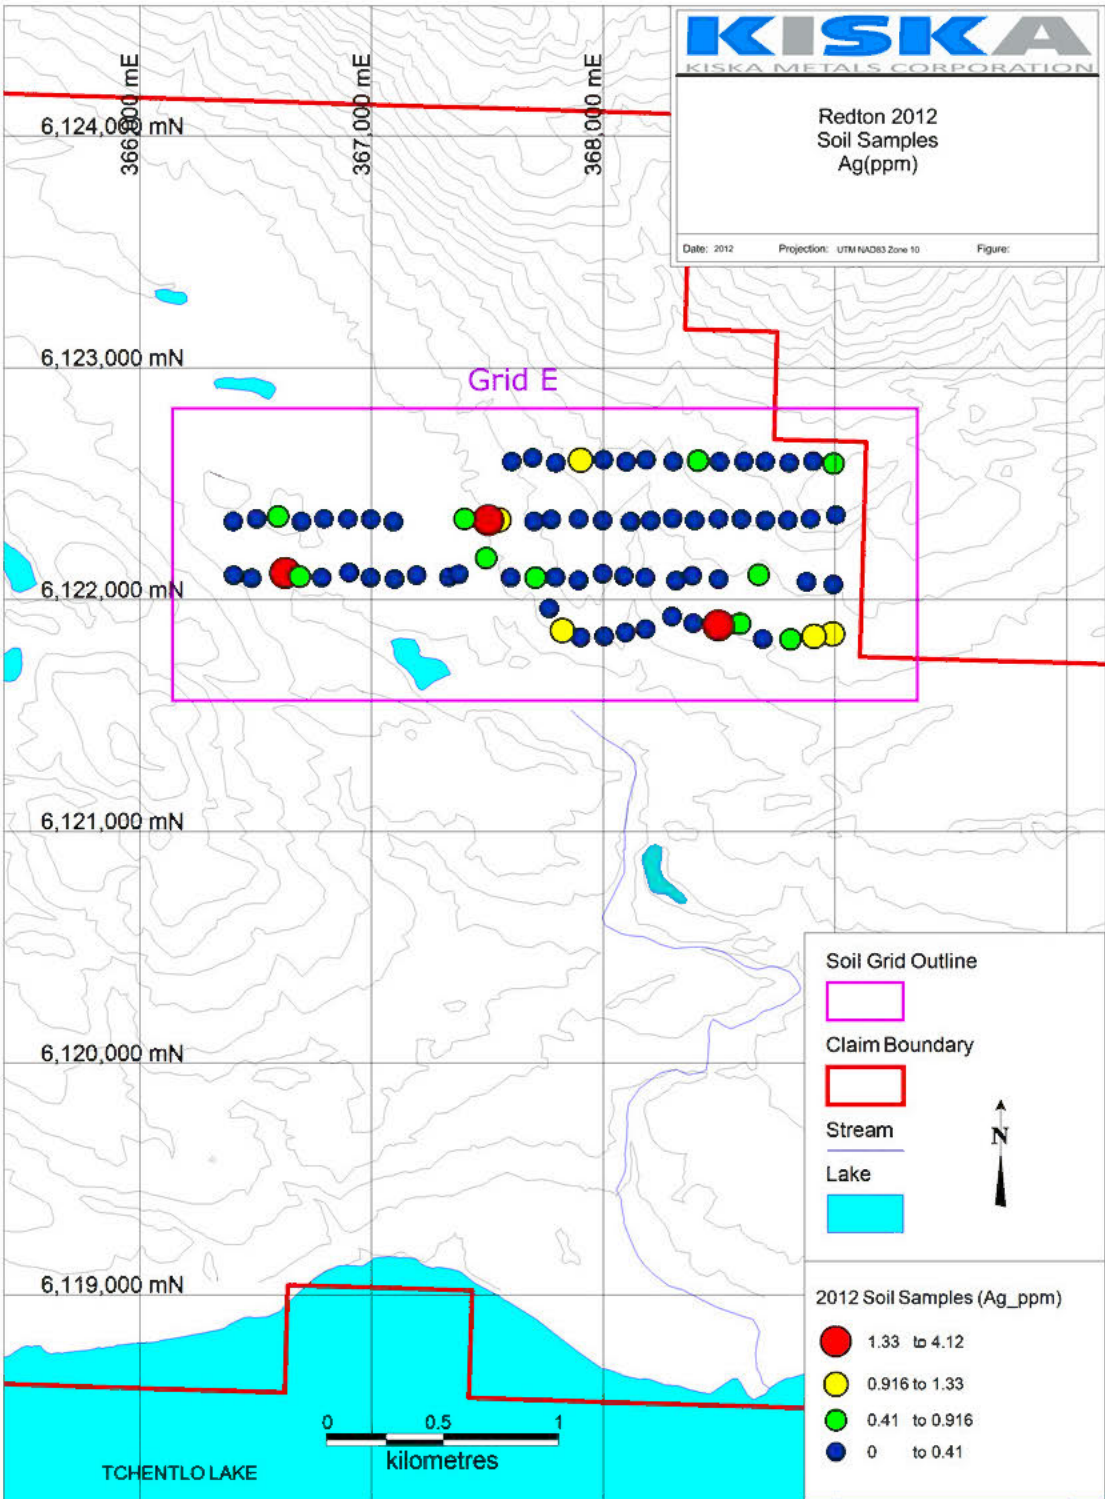 KISKA
KISKA METALS CORPORATION
Redton 2012
Soil Samples
Ag(ppm)
Date: 2012 Projection: UTM NAD83 Zone 10 Figure:
366,000 mE
367,000 mE
368,000 mE
6,124,000 mN
6,123,000 mN
Grid E
6,122,000 mN
6,121,000 mN
6,120,000 mN
6,119,000 mN
Soil Grid Outline
Claim Boundary
Stream
Lake
N
2012 Soil Samples (Ag_ppm)
1.33 to 4.12
0.916 to 1.33
0.41 to 0.916
0 to 0.41
0 0.5 1
kilometres
TCHENTLO LAKE